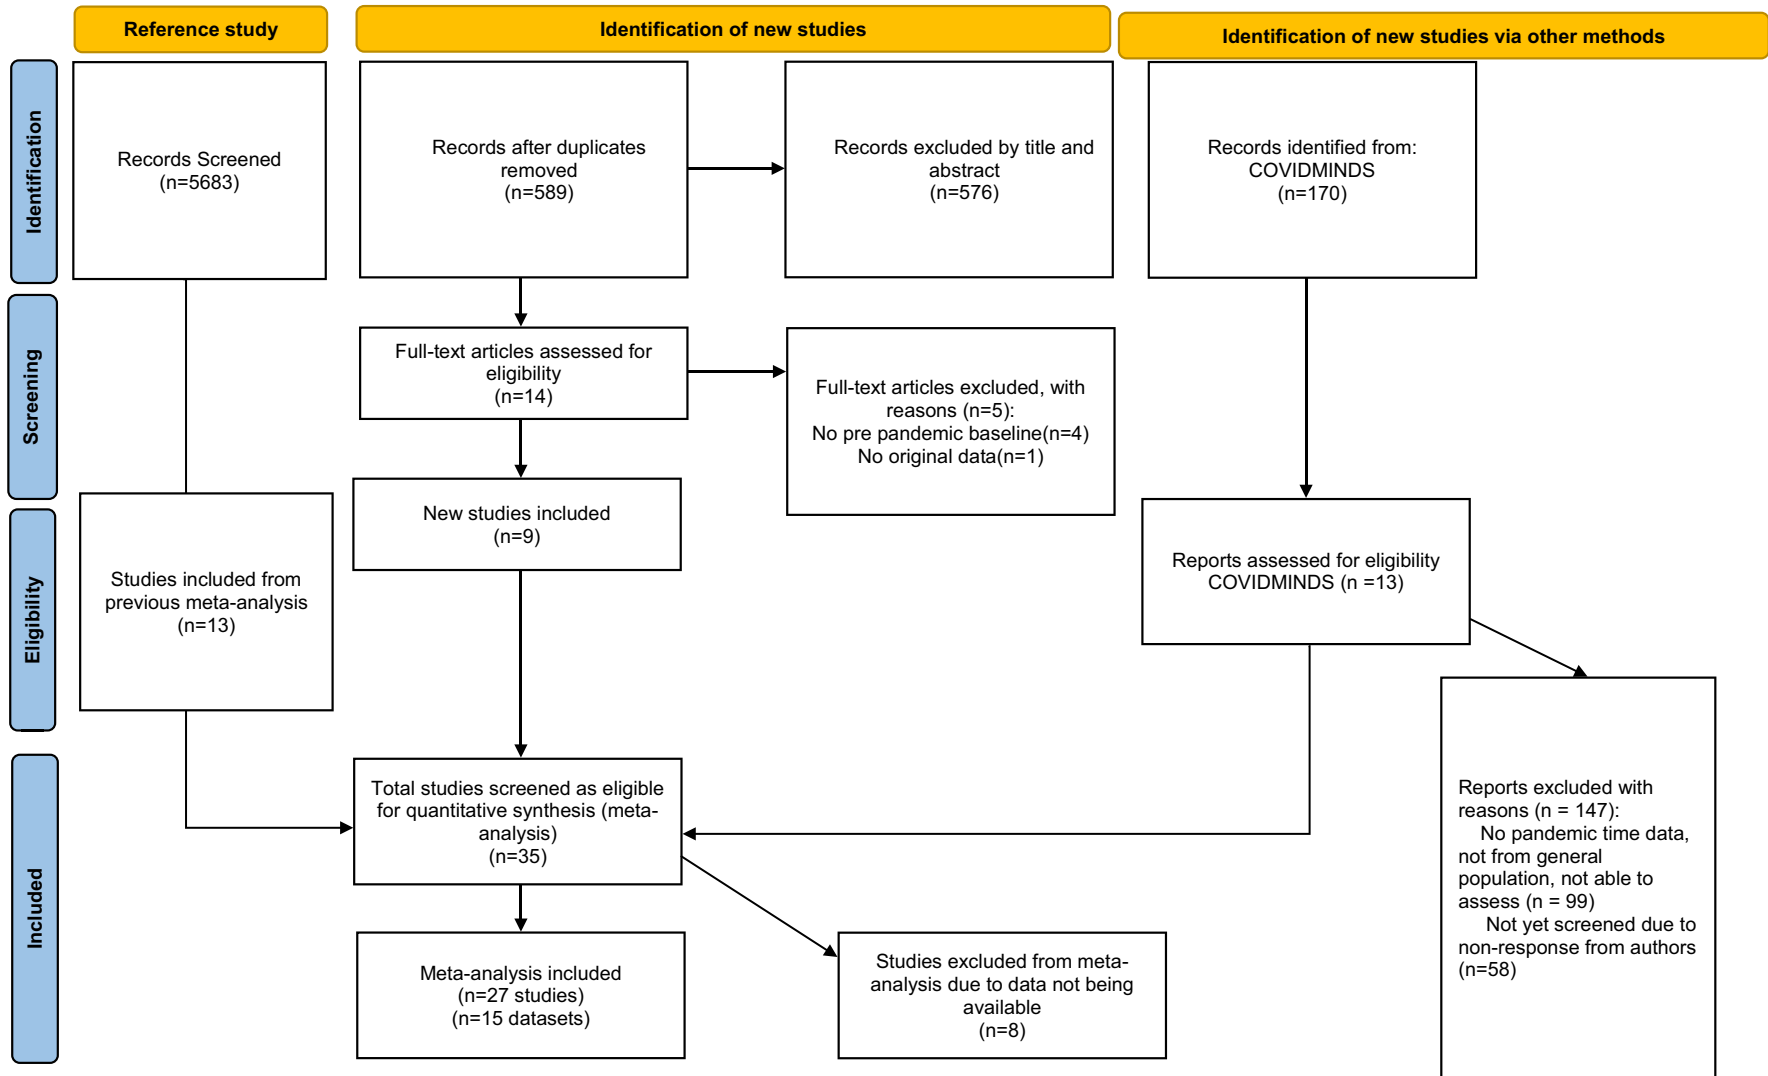 Reference study
Identification of new studies
Identification of new studies via other methods
Identification
Records Screened
(n=5683)
Records after duplicates
removed
(n=589)
Records excluded by title and
abstract
(n=576)
Records identified from:
COVIDMINDS
(n=170)
Screening
Full-text articles assessed for
eligibility
(n=14)
Full-text articles excluded, with
reasons (n=5):
No pre pandemic baseline(n=4)
No original data(n=1)
New studies included
(n=9)
Eligibility
Studies included from
previous meta-analysis
(n=13)
Reports assessed for eligibility
COVIDMINDS (n =13)
Included
Total studies screened as eligible
for quantitative synthesis (meta-
analysis)
(n=35)
Reports excluded with
reasons (n = 147):
No pandemic time data,
not from general
population, not able to
assess (n = 99)
Not yet screened due to
non-response from authors
(n=58)
Meta-analysis included
(n=27 studies)
(n=15 datasets)
Studies excluded from meta-
analysis due to data not being
available
(n=8)